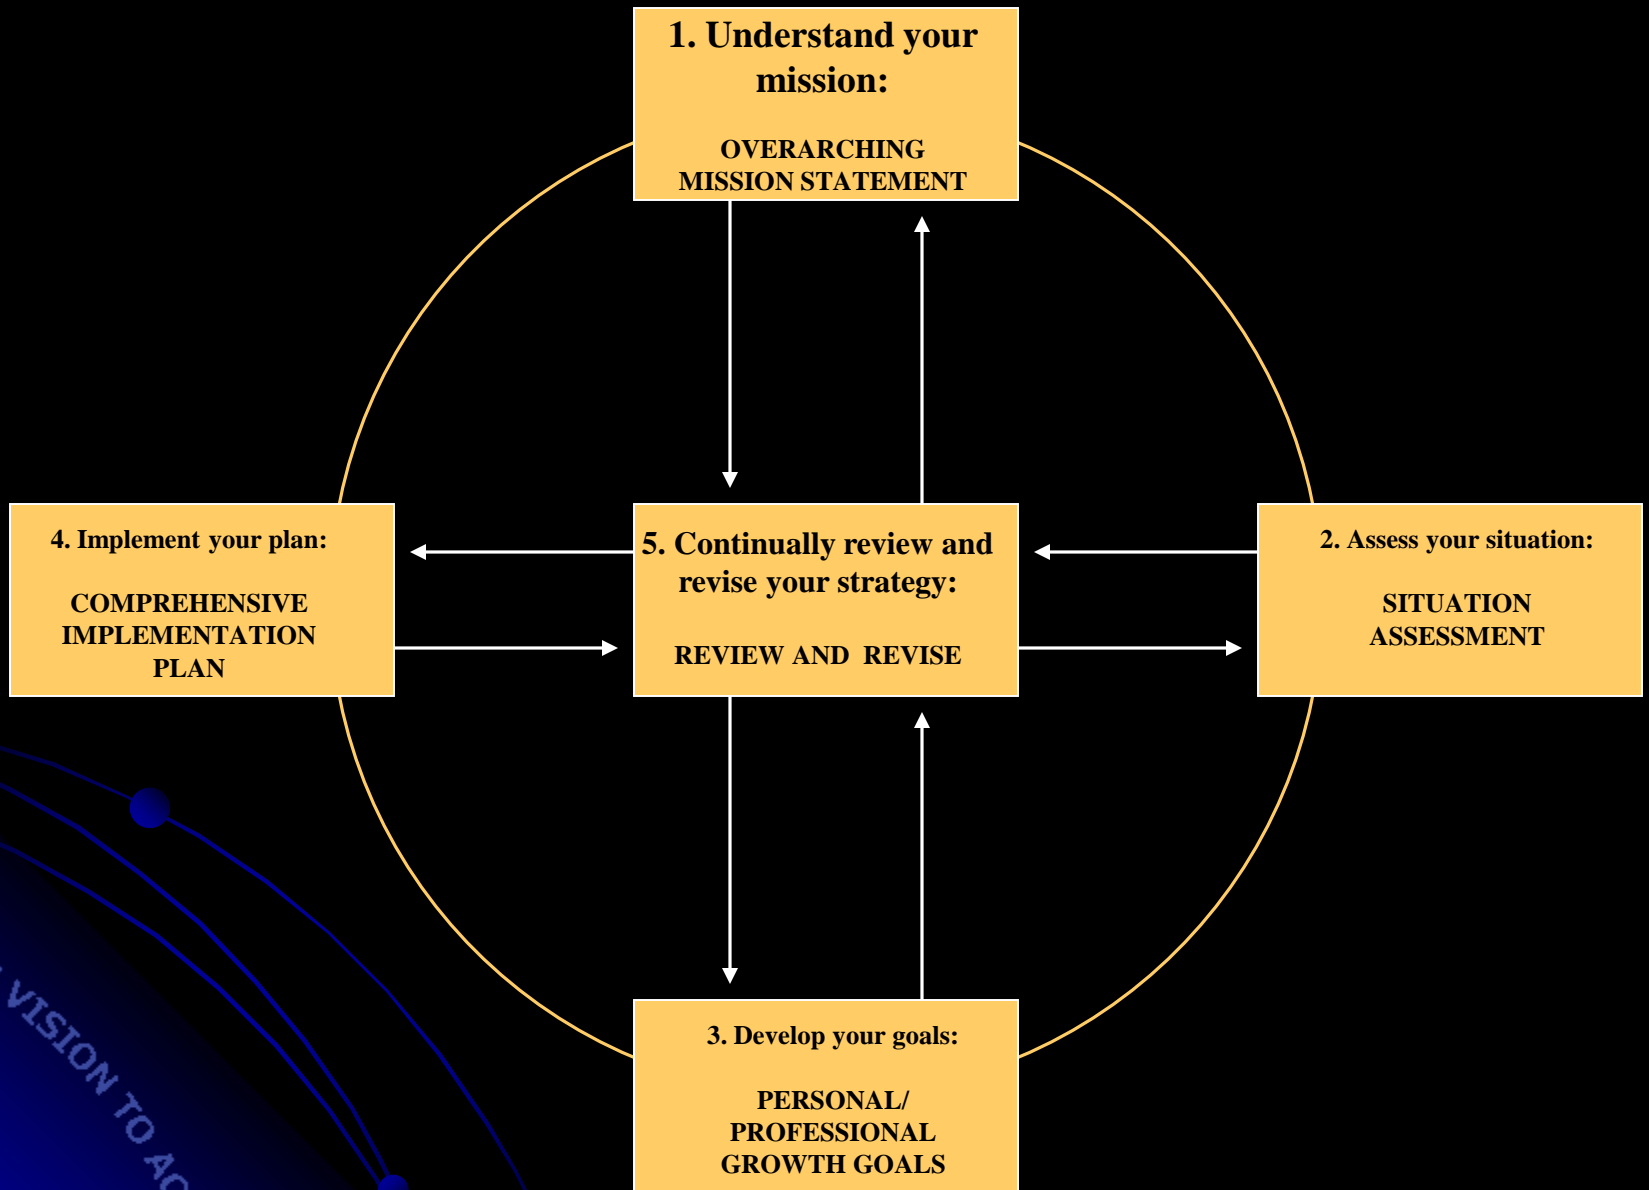 1. Understand your
mission:
OVERARCHING
MISSION STATEMENT
4. Implement your plan:
COMPREHENSIVE
IMPLEMENTATION
PLAN
5. Continually review and
revise your strategy:
REVIEW AND REVISE
2. Assess your situation:
SITUATION
ASSESSMENT
3. Develop your goals:
PERSONAL/
PROFESSIONAL
GROWTH GOALS
VISION TO